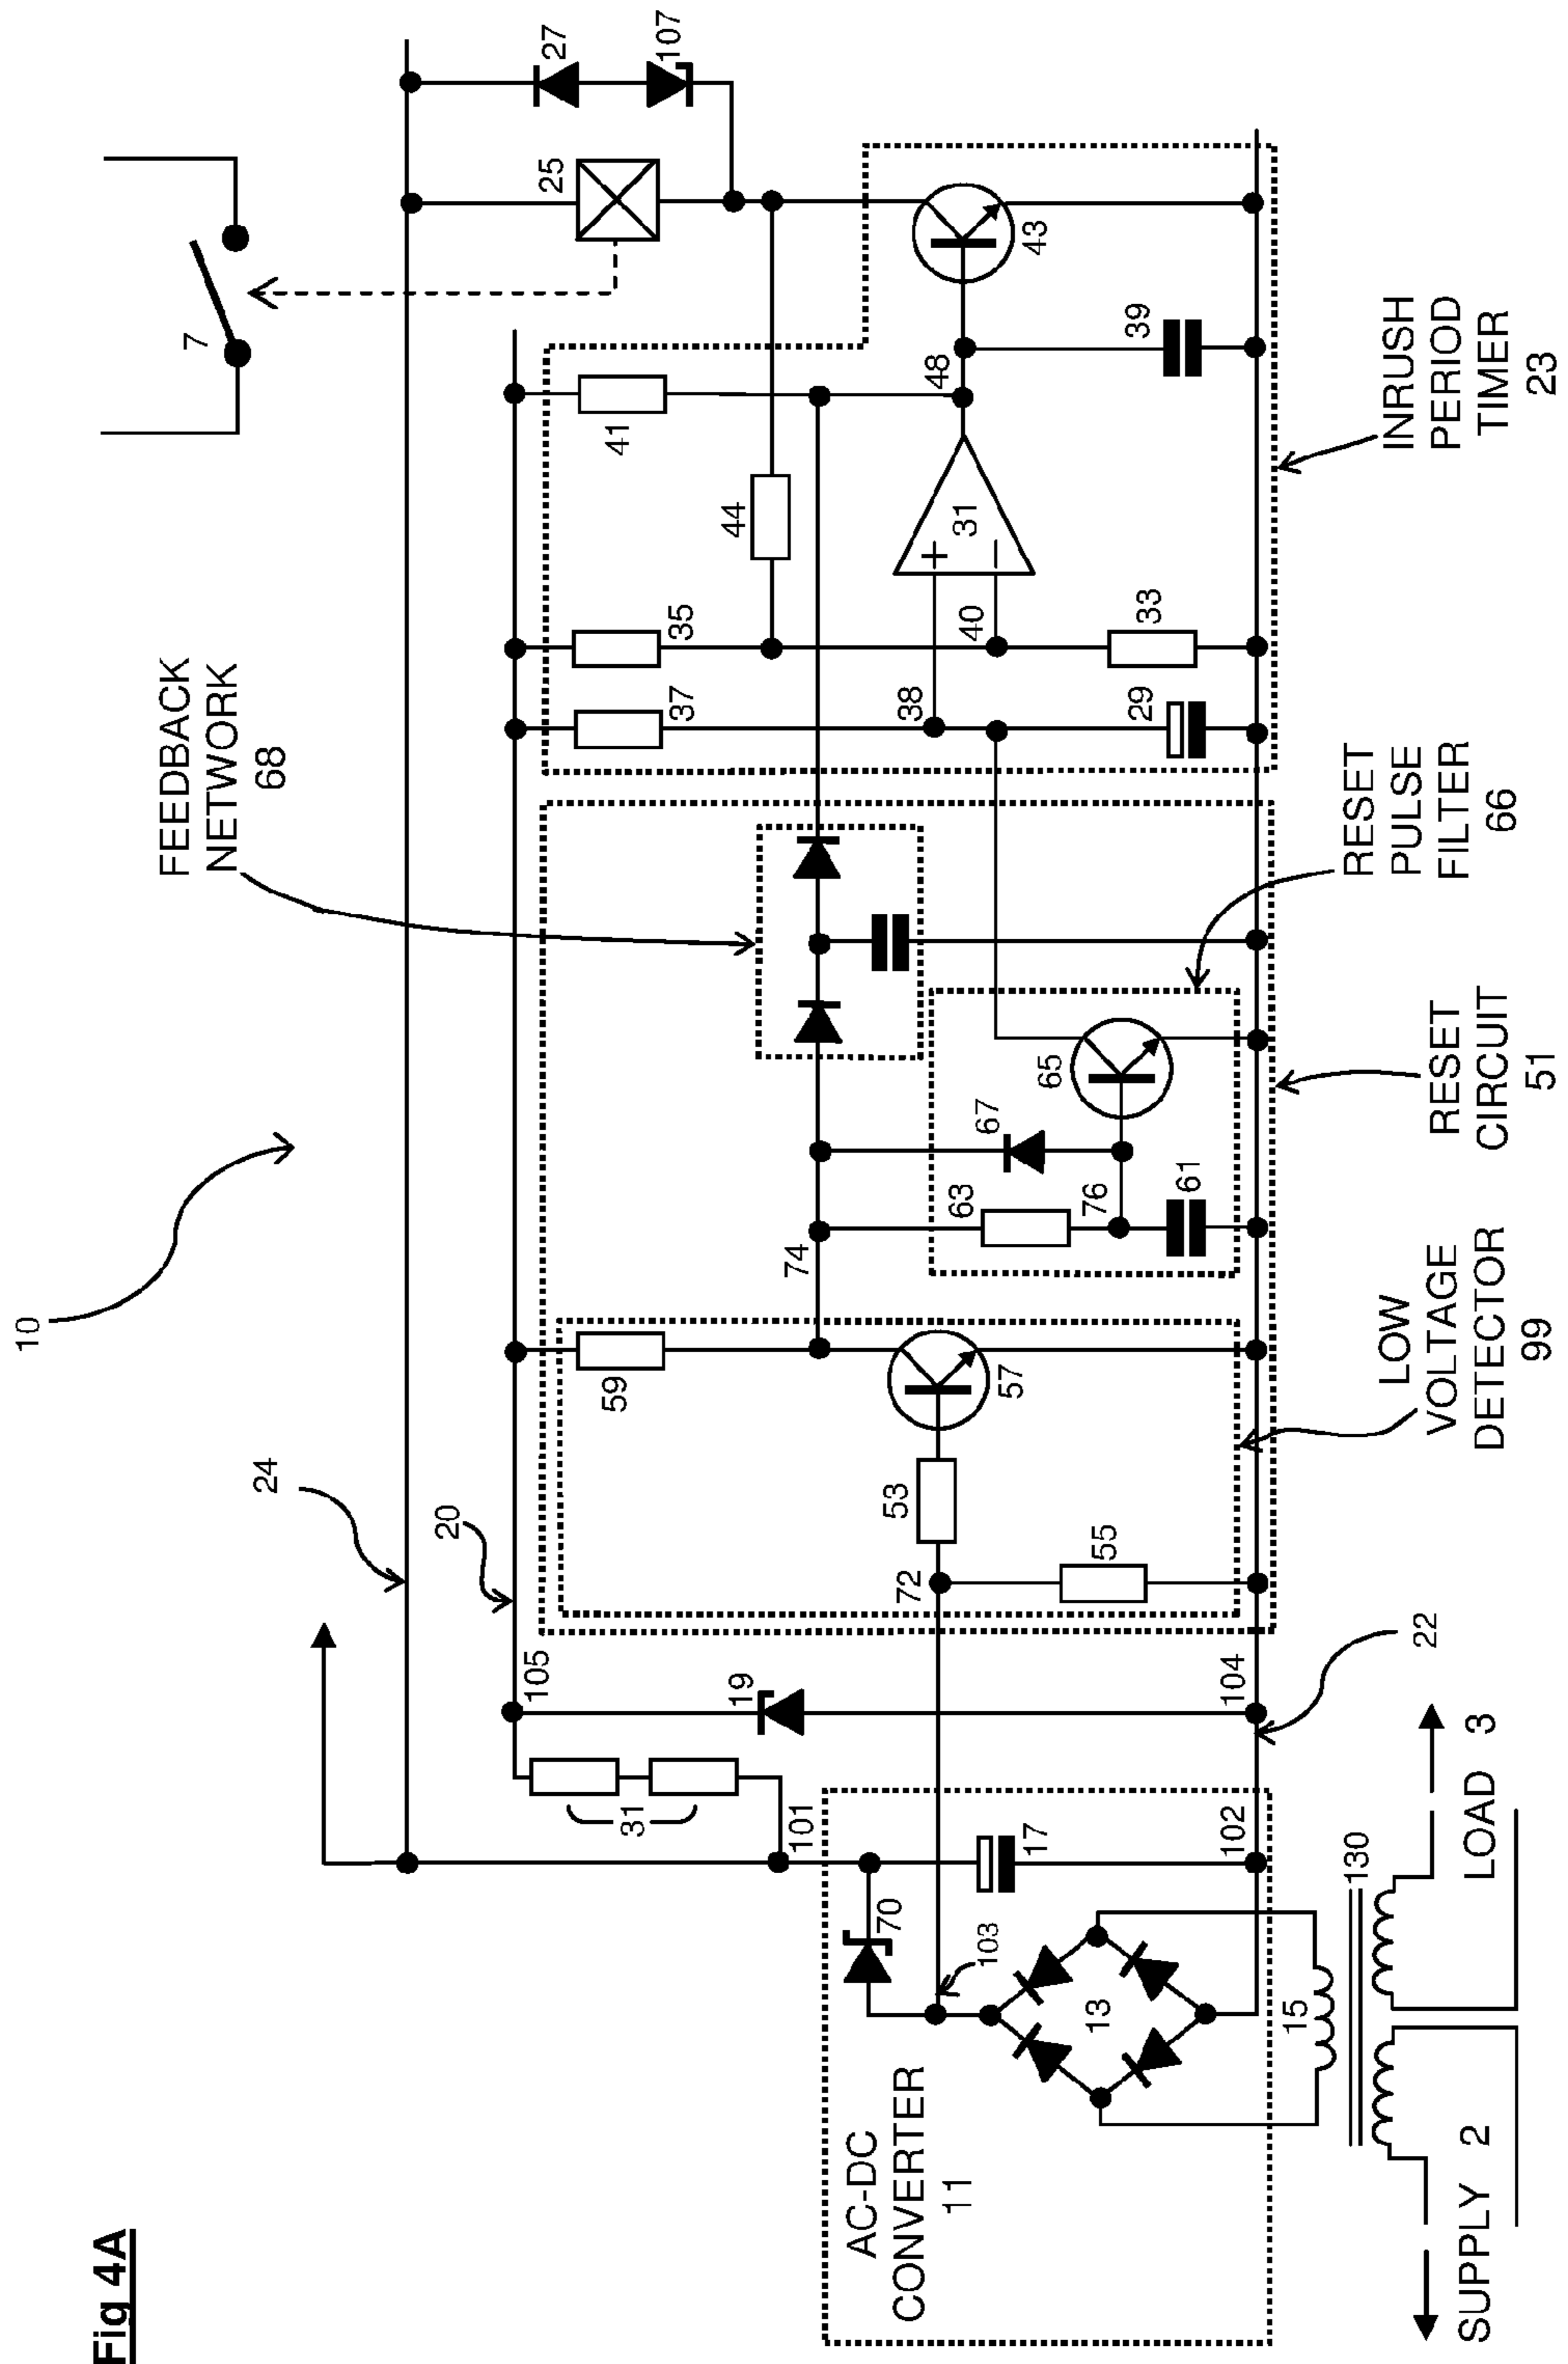 Fig 4A
10
7
24
20
FEEDBACK
NETWORK
68
25
27
107
105
31
101
19
59
74
72
53
57
55
63
67
65
76
61
37
35
44
41
38
40
31
48
29
33
39
43
AC-DC
CONVERTER
11
70
17
103
13
102
104
22
15
130
SUPPLY 2
LOAD 3
LOW
VOLTAGE
DETECTOR
99
RESET
CIRCUIT
51
RESET
PULSE
FILTER
66
INRUSH
PERIOD
TIMER
23